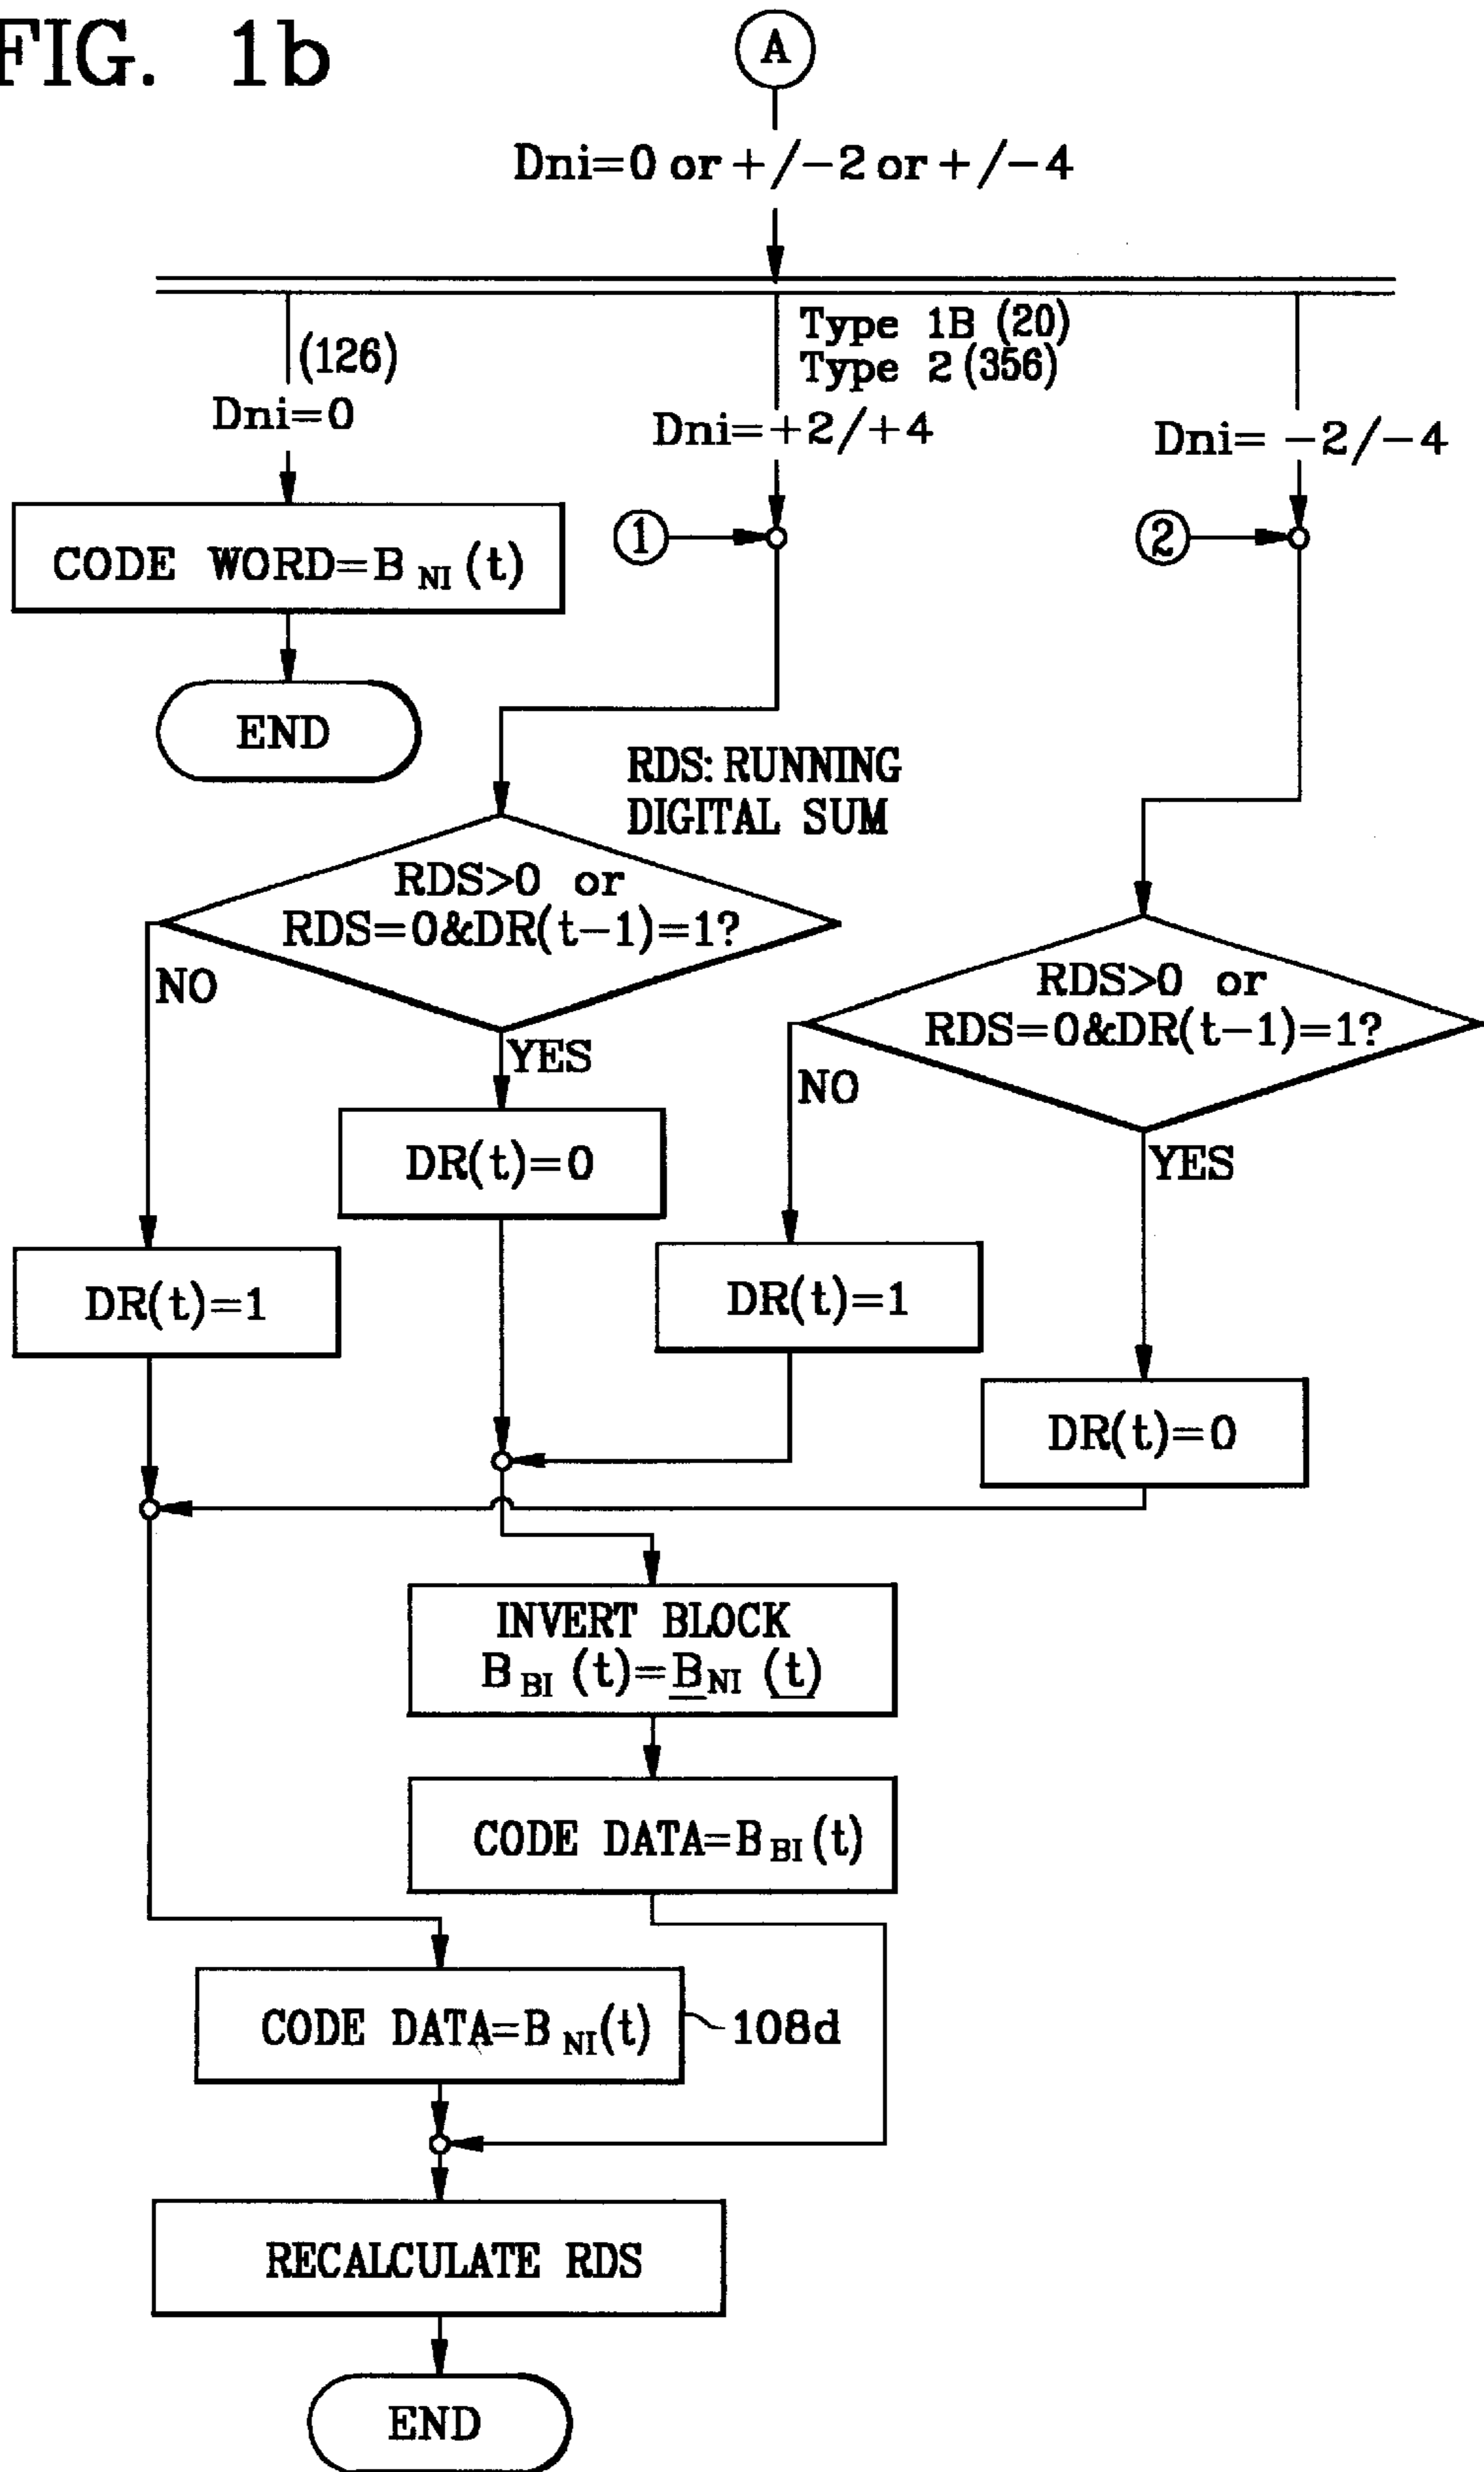 FIG. 1b
A
Dni=0 or +/-2 or +/-4
(126)
Dni=0
Type 1B (20)
Type 2 (356)
Dni=+2/+4
Dni= -2/-4
CODE WORD=B NI (t)
1
2
END
RDS: RUNNING
DIGITAL SUM
RDS>0 or
RDS=0&DR(t-1)=1?
NO
YES
RDS>0 or
RDS=0&DR(t-1)=1?
NO
YES
DR(t)=0
DR(t)=1
DR(t)=1
DR(t)=0
INVERT BLOCK
B BI (t)=B NI (t)
CODE DATA=B BI (t)
CODE DATA=B NI (t)
108d
RECALCULATE RDS
END